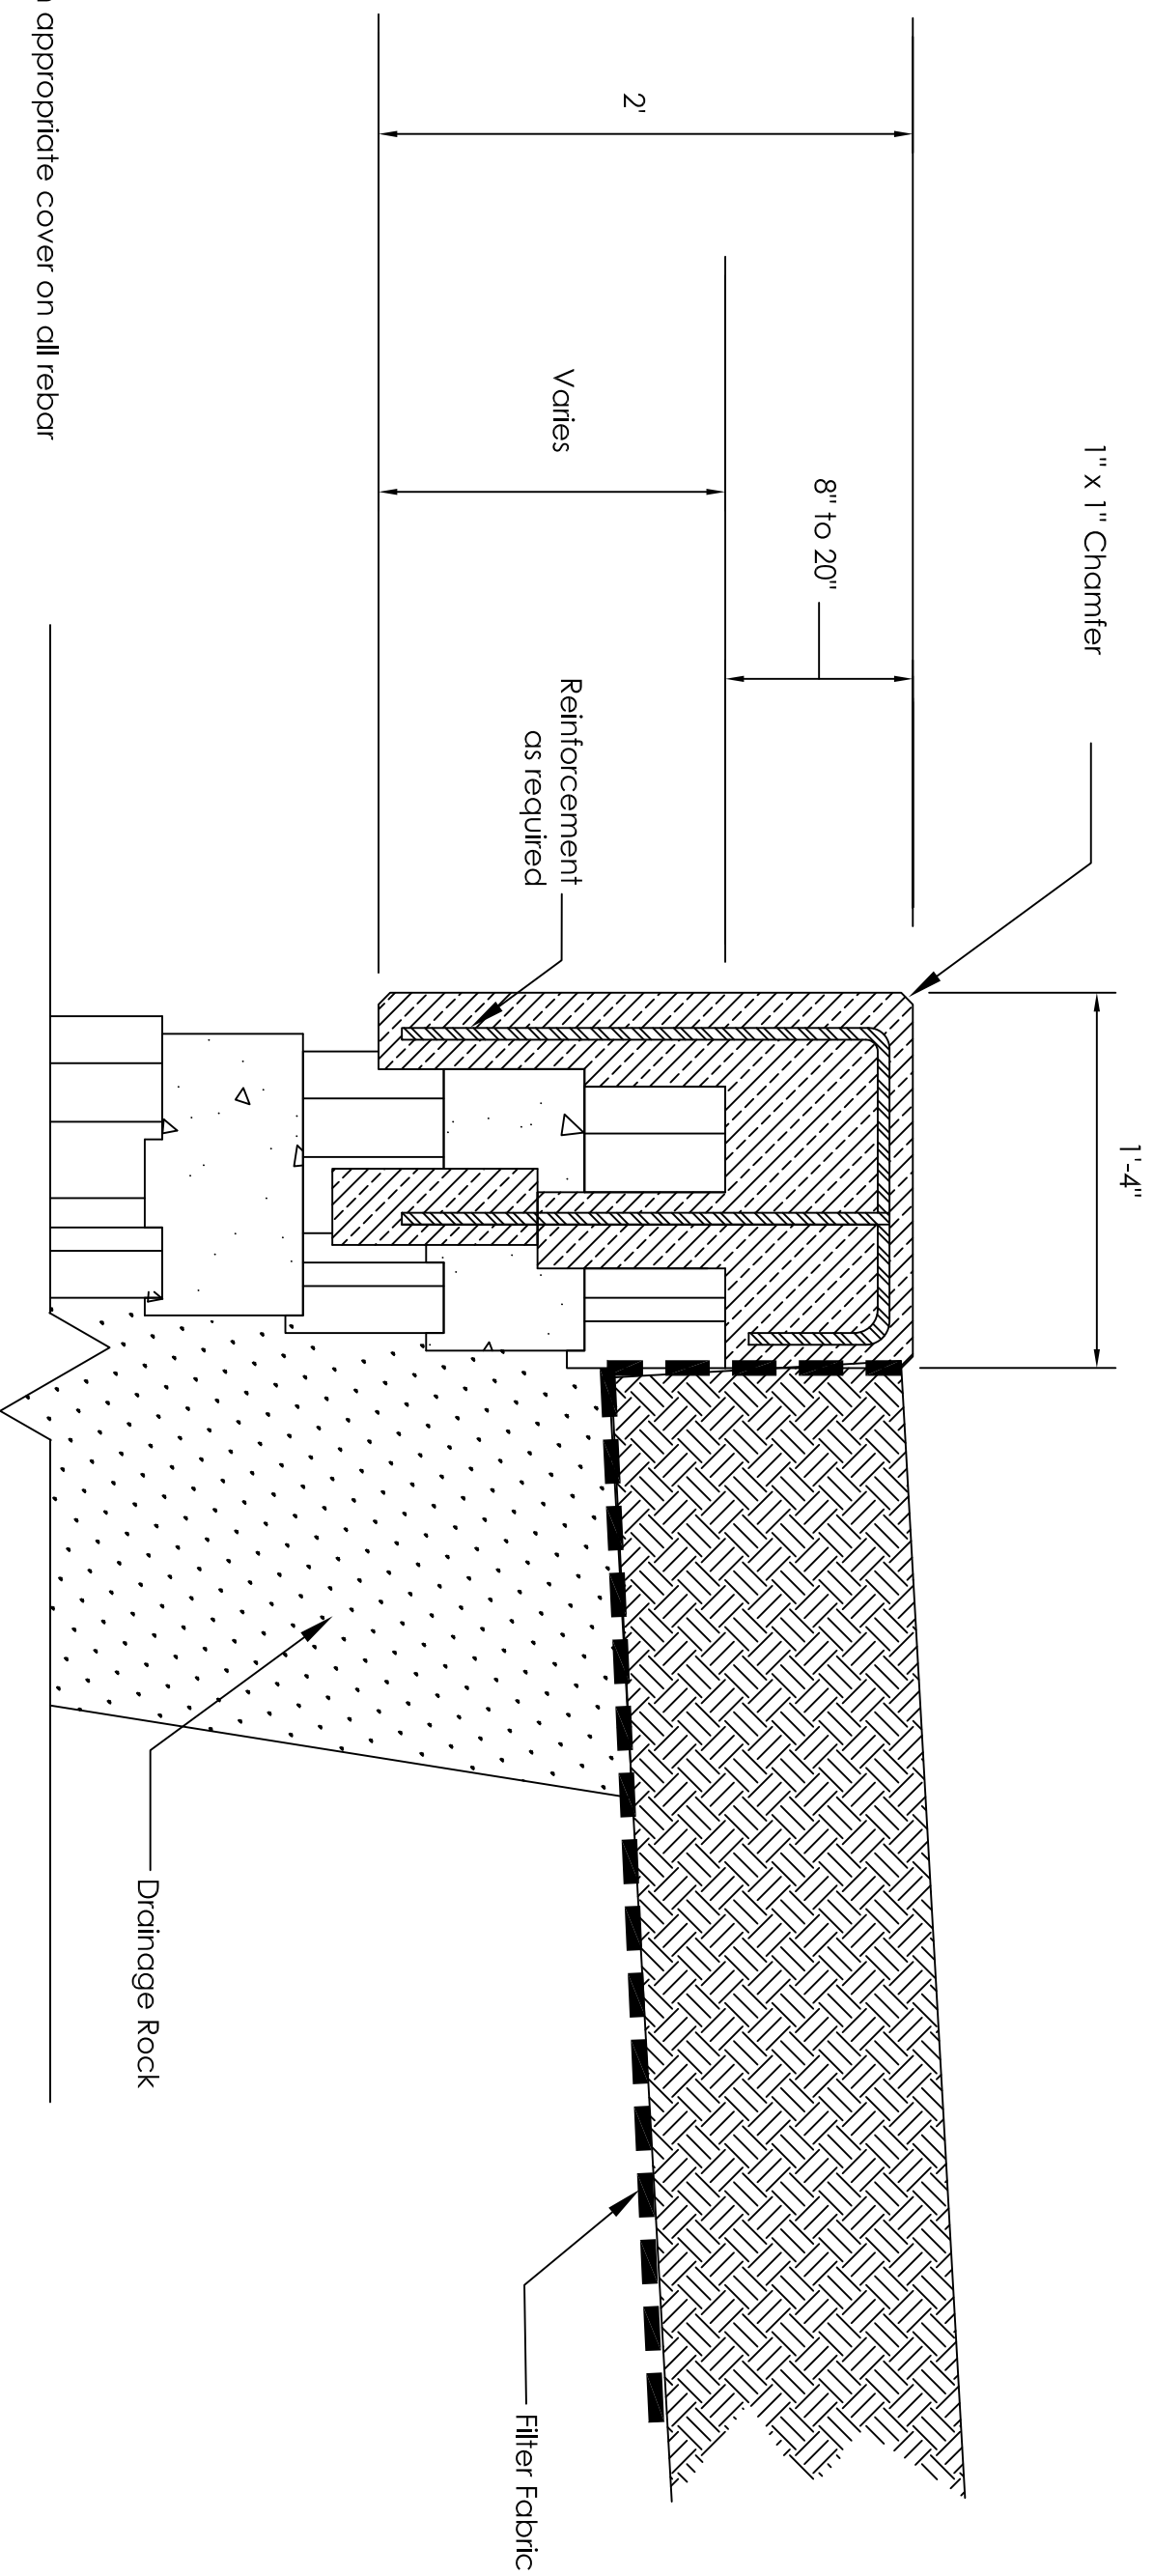 1" x 1" Chamfer
1'-4"
8" to 20"
2'
Varies
Reinforcement
as required
Filter Fabric
Drainage Rock
appropriate cover on all rebar